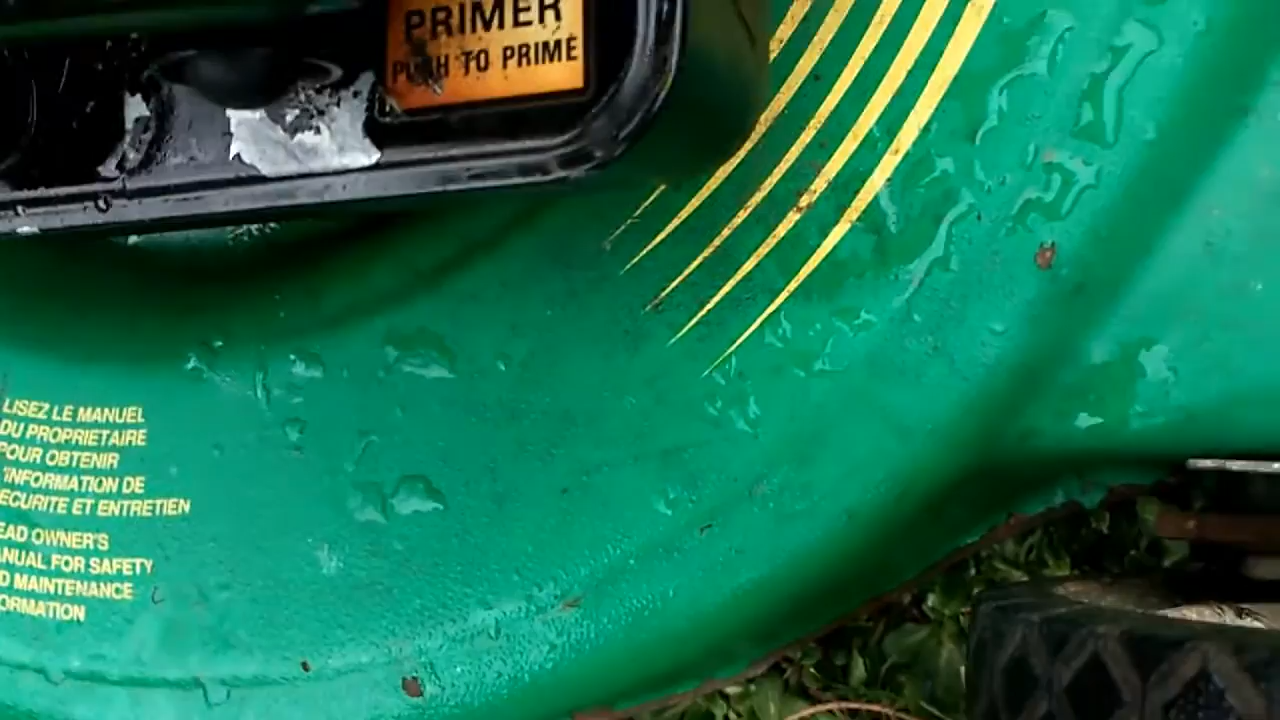 PRIMER
PUSH TO PRIME
LISEZ LE MANUEL
DU PROPRIETAIRE
POUR OBTENIR
'INFORMATION DE
ECURITE ET ENTRETIEN
EAD OWNER'S
ANUAL FOR SAFETY
D MAINTENANCE
ORMATION